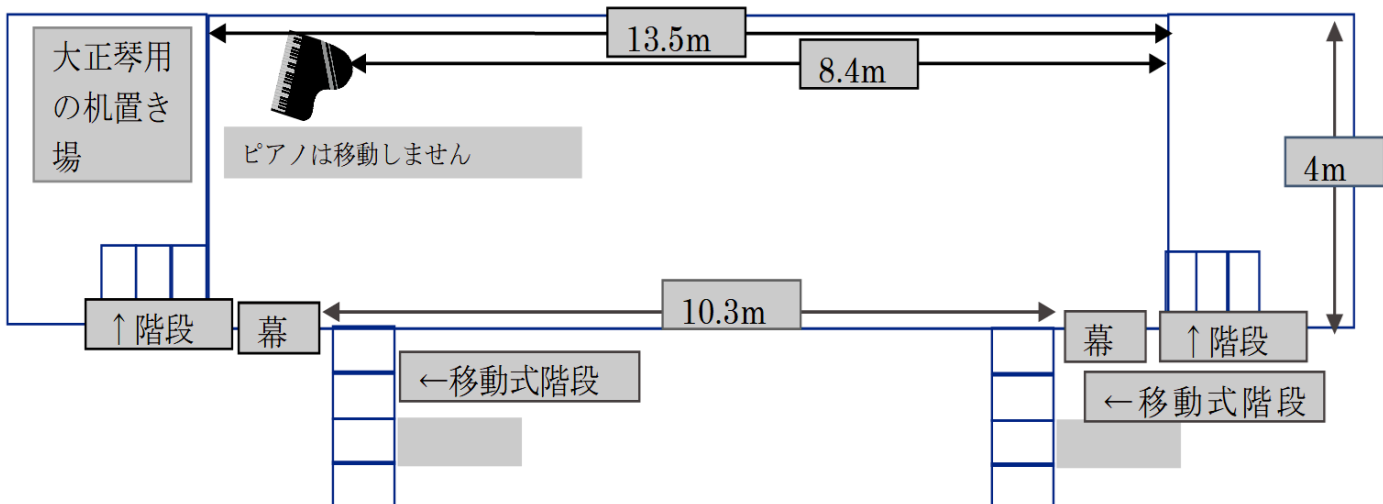 大正琴用
の机置き
場
13.5m
8.4m
ピアノは移動しません
4m
↑階段
幕
10.3m
幕
↑階段
←移動式階段
←移動式階段